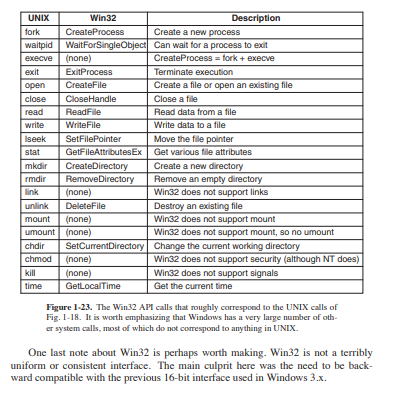 UNIX Win32 Description
fork CreateProcess Create a new process
waitpid WaitForSingleObject Can wait for a process to exit
execve (none) CreateProcess = fork + execve
exit ExitProcess Terminate execution
open CreateFile Create a file or open an existing file
close CloseHandle Close a file
read ReadFile Read data from a file
write WriteFile Write data to a file
lseek SetFilePointer Move the file pointer
stat GetFileAttributesEx Get various file attributes
mkdir CreateDirectory Create a new directory
rmdir RemoveDirectory Remove an empty directory
link (none) Win32 does not support links
unlink DeleteFile Destroy an existing file
mount (none) Win32 does not support mount
umount (none) Win32 does not support mount, so no umount
chdir SetCurrentDirectory Change the current working directory
chmod (none) Win32 does not support security (although NT does)
kill (none) Win32 does not support signals
time GetLocalTime Get the current time
Figure 1-23. The Win32 API calls that roughly correspond to the UNIX calls of
Fig. 1-18. It is worth emphasizing that Windows has a very large number of oth-
er system calls, most of which do not correspond to anything in UNIX.
One last note about Win32 is perhaps worth making. Win32 is not a terribly
uniform or consistent interface. The main culprit here was the need to be back-
ward compatible with the previous 16-bit interface used in Windows 3.x.